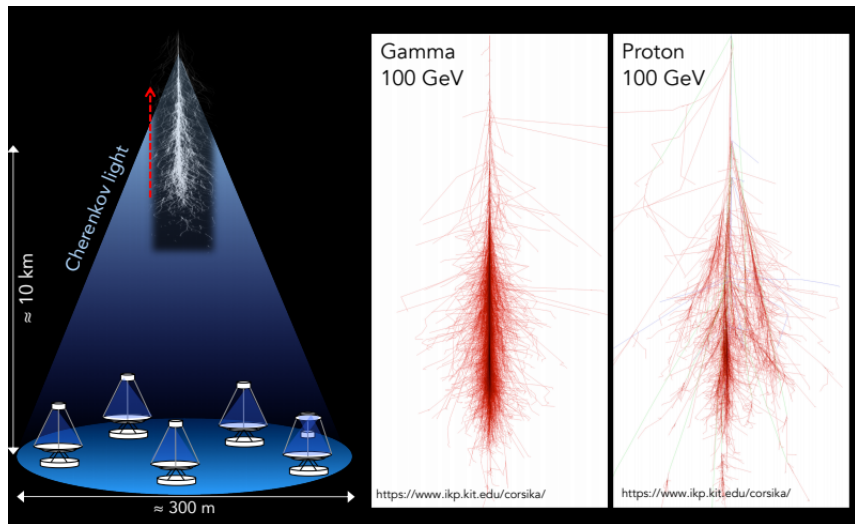 Cherenkov light
≈ 10 km
≈ 300 m
Gamma
100 GeV
https://www.ikp.kit.edu/corsika/
Proton
100 GeV
https://www.ikp.kit.edu/corsika/